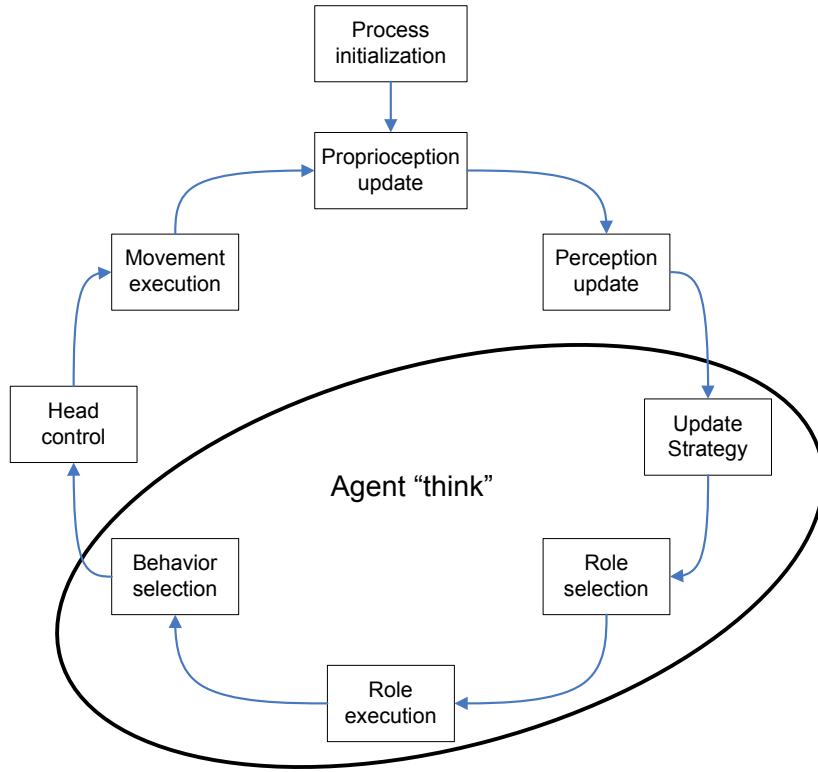 Process
initialization
Proprioception
update
Movement
execution
Perception
update
Head
control
Update
Strategy
Agent “think”
Behavior
selection
Role
selection
Role
execution